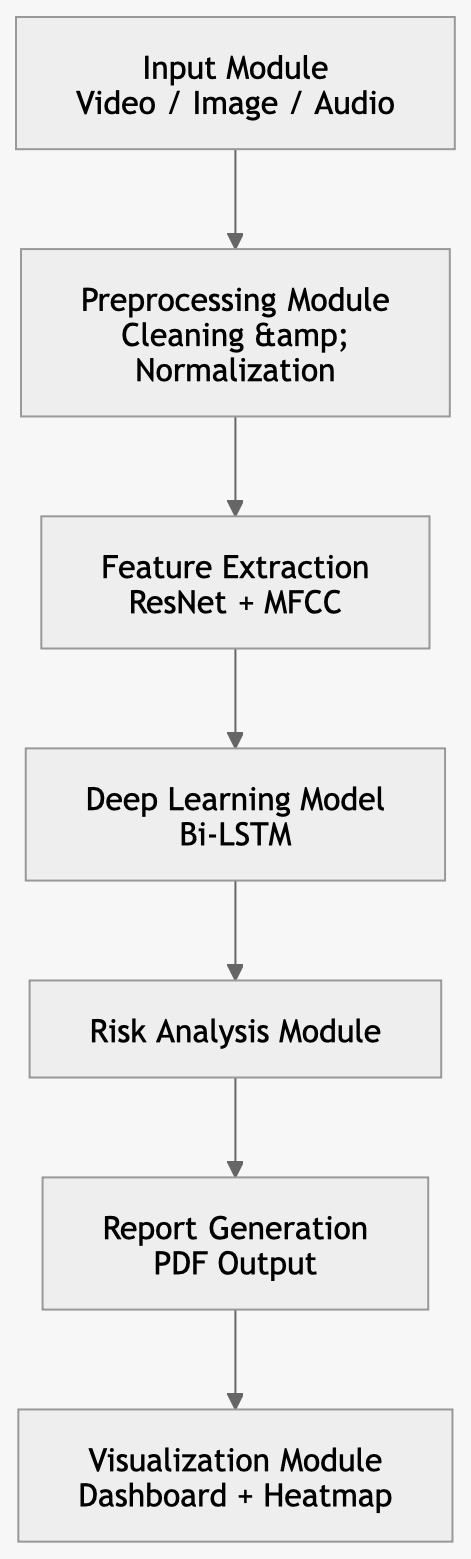 Input Module
Video / Image / Audio
Preprocessing Module
Cleaning &amp;
Normalization
Feature Extraction
ResNet + MFCC
Deep Learning Model
Bi-LSTM
Risk Analysis Module
Report Generation
PDF Output
Visualization Module
Dashboard + Heatmap